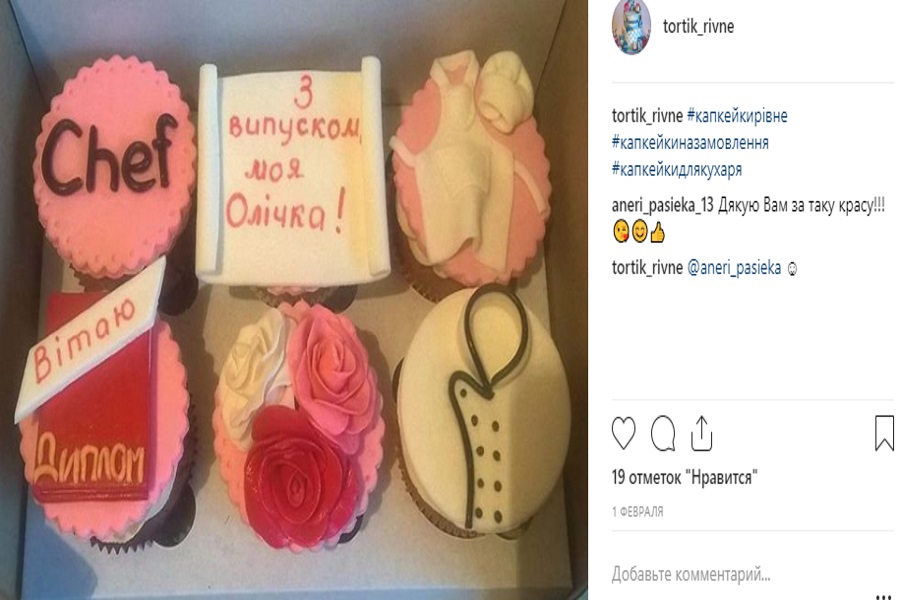 Chef
З
випуском,
моя
Олічка!
Вітаю
Диплом
tortik_rivne
tortik_rivne #капкейкирівне
#капкейкиназамовлення
#капкейкидлякухаря
aneri_pasieka_13 Дякую Вам за таку красу!!!
😘😊👍
tortik_rivne @aneri_pasieka ☺
19 отметок "Нравится"
1 ФЕВРАЛЯ
Добавьте комментарий...